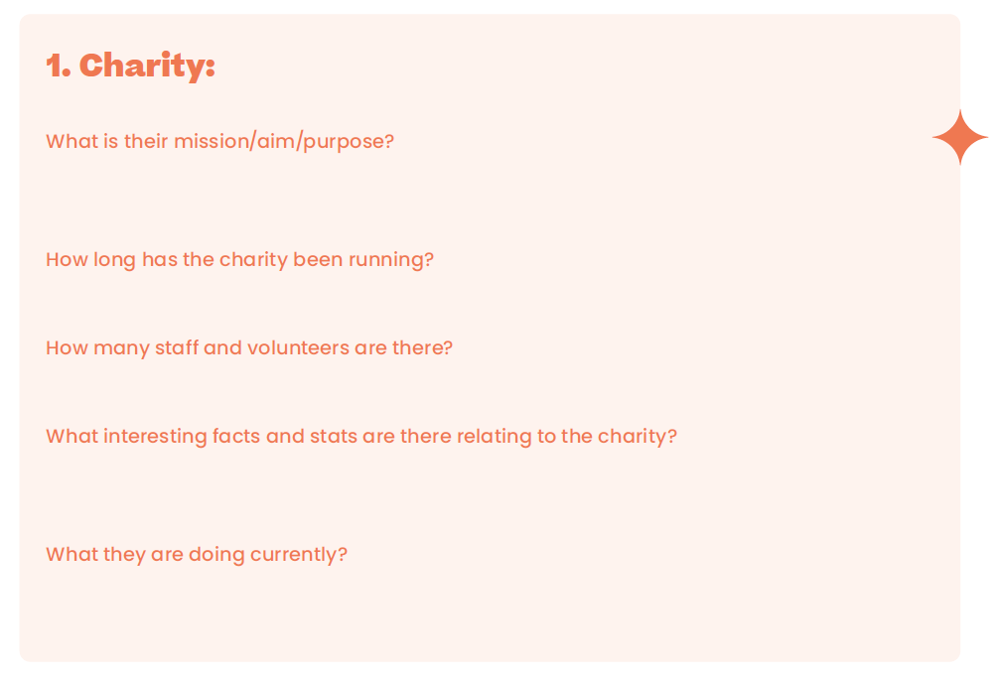 1. Charity:
What is their mission/aim/purpose?
How long has the charity been running?
How many staff and volunteers are there?
What interesting facts and stats are there relating to the charity?
What they are doing currently?